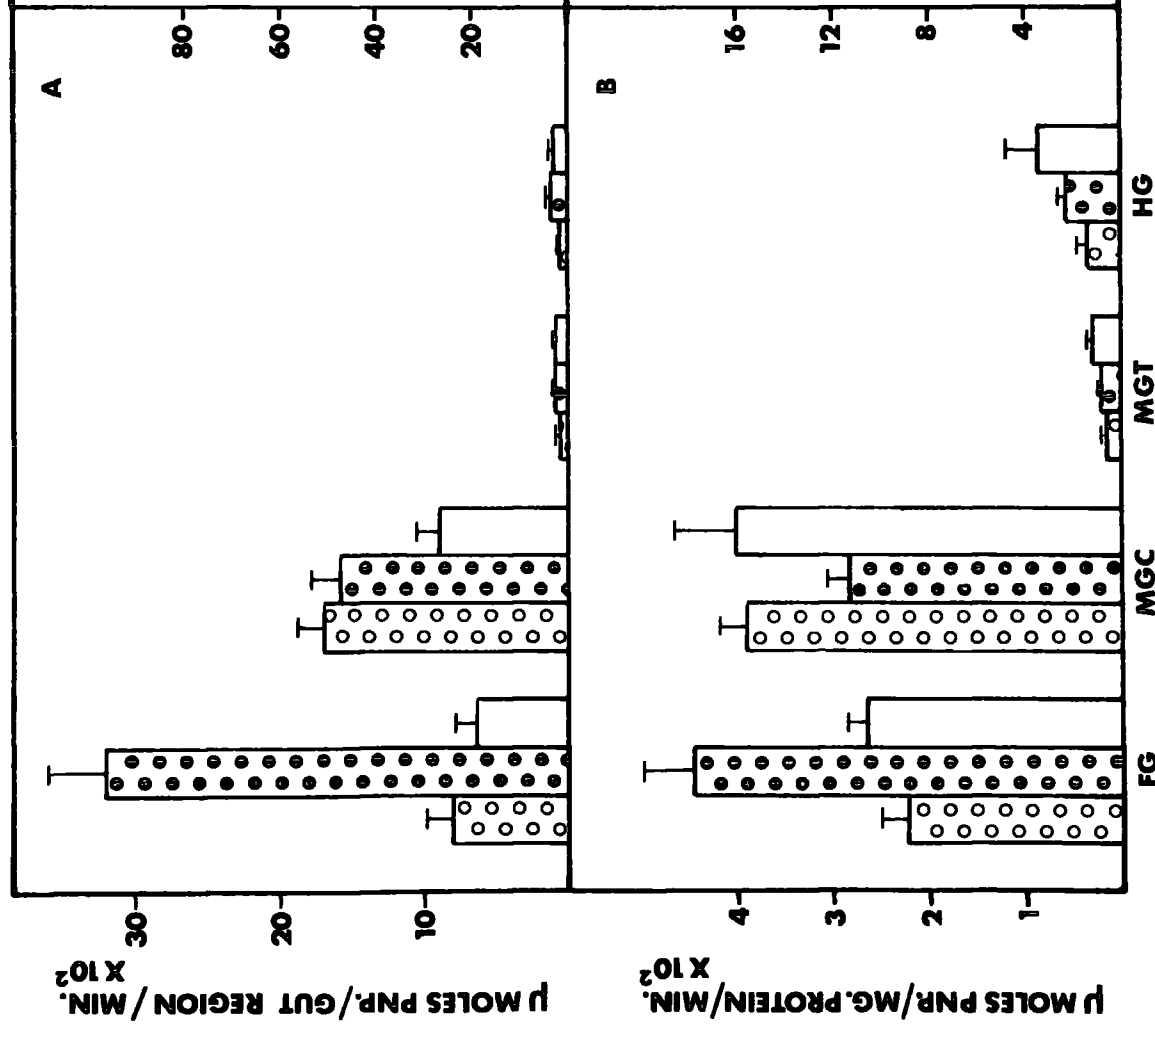 A
μ MOLES PNP./GUT REGION/MIN.
X 10²
30
20
10
80
60
40
20
B
μ MOLES PNP./MG.PROTEIN/MIN.
X 10²
4
3
2
1
16
12
8
4
FG
MGC
MGT
HG